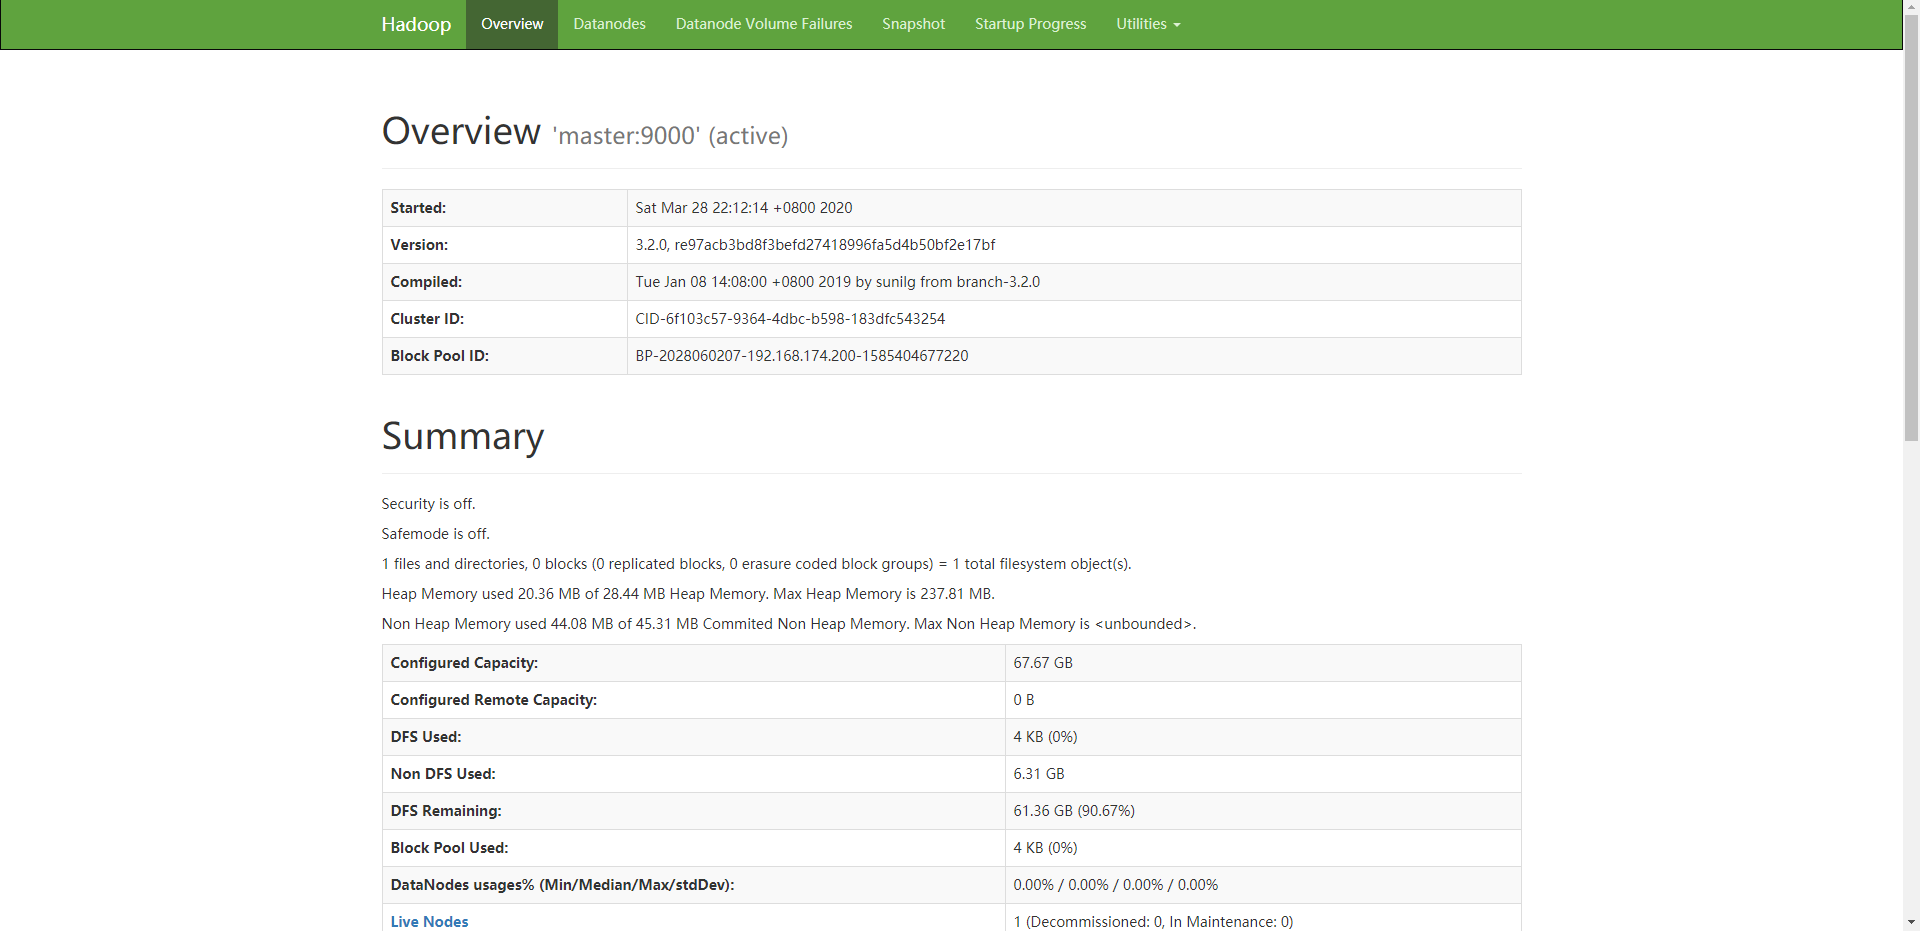 Hadoop Overview Datanodes Datanode Volume Failures Snapshot Startup Progress Utilities
Overview 'master:9000' (active)
Started: Sat Mar 28 22:12:14 +0800 2020
Version: 3.2.0, re97acb3bd8f3befd27418996fa5d4b50bf2e17bf
Compiled: Tue Jan 08 14:08:00 +0800 2019 by sunilg from branch-3.2.0
Cluster ID: CID-6f103c57-9364-4dbc-b598-183dfc543254
Block Pool ID: BP-2028060207-192.168.174.200-1585404677220
Summary
Security is off.
Safemode is off.
1 files and directories, 0 blocks (0 replicated blocks, 0 erasure coded block groups) = 1 total filesystem object(s).
Heap Memory used 20.36 MB of 28.44 MB Heap Memory. Max Heap Memory is 237.81 MB.
Non Heap Memory used 44.08 MB of 45.31 MB Commited Non Heap Memory. Max Non Heap Memory is <unbounded>.
Configured Capacity: 67.67 GB
Configured Remote Capacity: 0 B
DFS Used: 4 KB (0%)
Non DFS Used: 6.31 GB
DFS Remaining: 61.36 GB (90.67%)
Block Pool Used: 4 KB (0%)
DataNodes usages% (Min/Median/Max/stdDev): 0.00% / 0.00% / 0.00% / 0.00%
Live Nodes 1 (Decommissioned: 0, In Maintenance: 0)